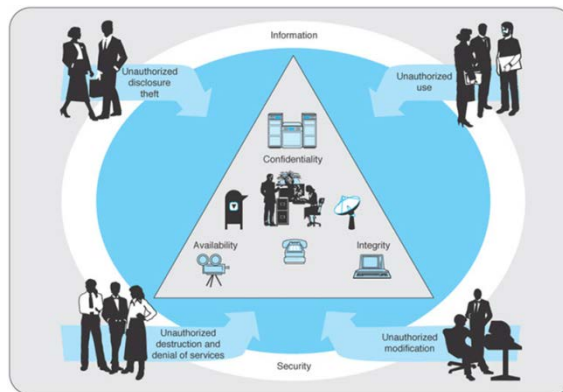 Information
Unauthorized
disclosure
theft
Unauthorized
use
Confidentiality
Availability
Integrity
Unauthorized
destruction and
denial of services
Unauthorized
modification
Security